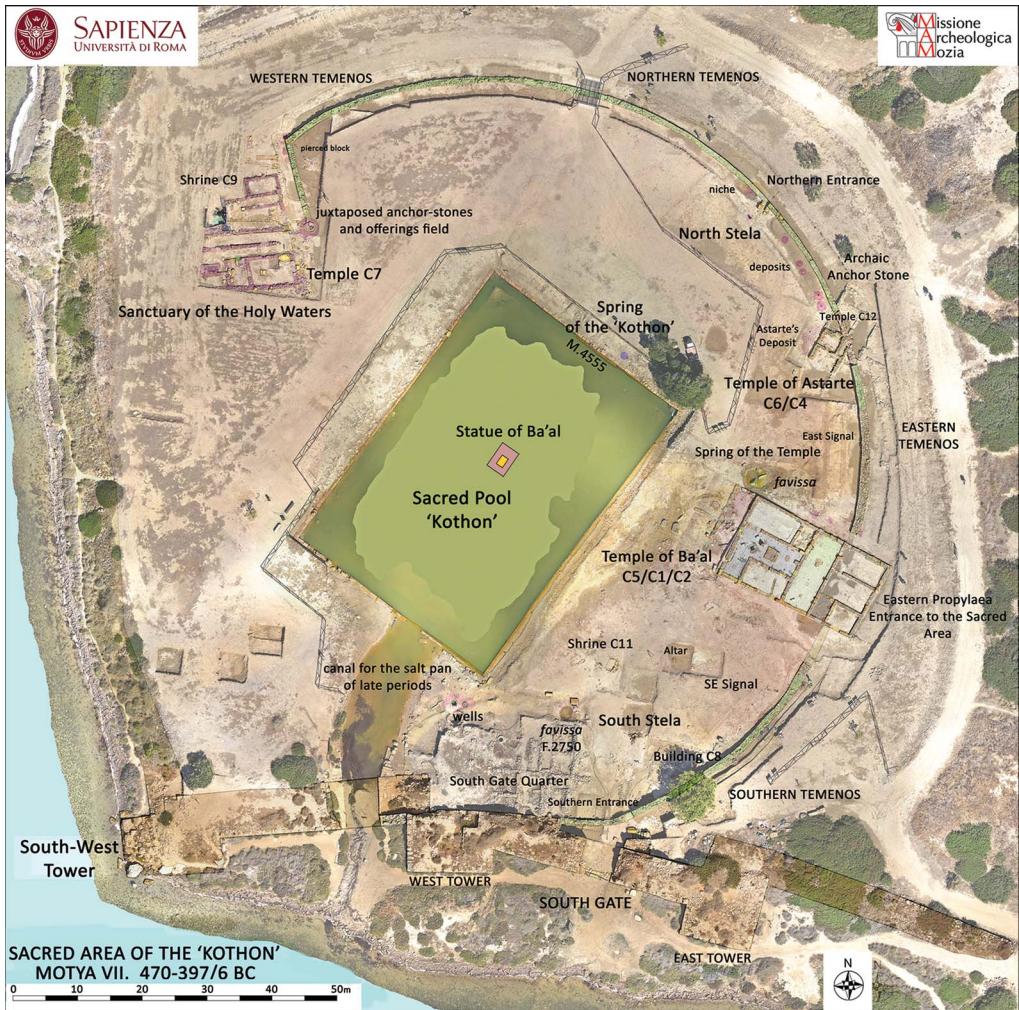 SAPIENZA
UNIVERSITÀ DI ROMA
Missione
Archeologica
Mozia
WESTERN TEMENOS
NORTHERN TEMENOS
pierced block
Shrine C9
niche
Northern Entrance
juxtaposed anchor-stones
and offerings field
North Stela
deposits
Archaic
Anchor Stone
Temple C7
Sanctuary of the Holy Waters
Spring
of the 'Kothon'
M.4555
Temple C12
Astarte's
Deposit
Temple of Astarte
C6/C4
Statue of Ba'al
East Signal
EASTERN
TEMENOS
Spring of the Temple
favissa
Sacred Pool
'Kothon'
Temple of Ba'al
C5/C1/C2
Eastern Propylaea
Entrance to the Sacred
Area
Shrine C11
Altar
canal for the salt pan
of late periods
SE Signal
wells
South Stela
favissa
F.2750
Building C8
South Gate Quarter
SOUTHERN TEMENOS
Southern Entrance
South-West
Tower
WEST TOWER
SOUTH GATE
EAST TOWER
SACRED AREA OF THE 'KOTHON'
MOTYA VII. 470-397/6 BC
0 10 20 30 40 50m
N